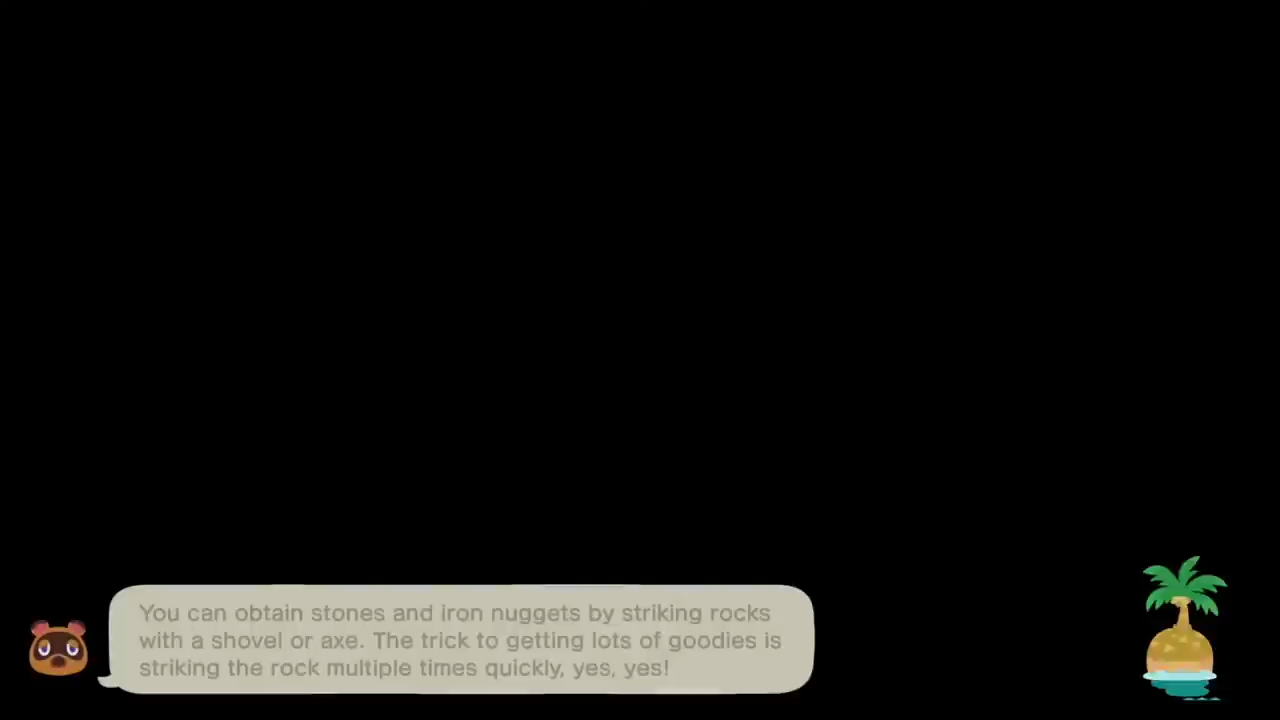 You can obtain stones and iron nuggets by striking rocks
with a shovel or axe. The trick to getting lots of goodies is
striking the rock multiple times quickly, yes, yes!